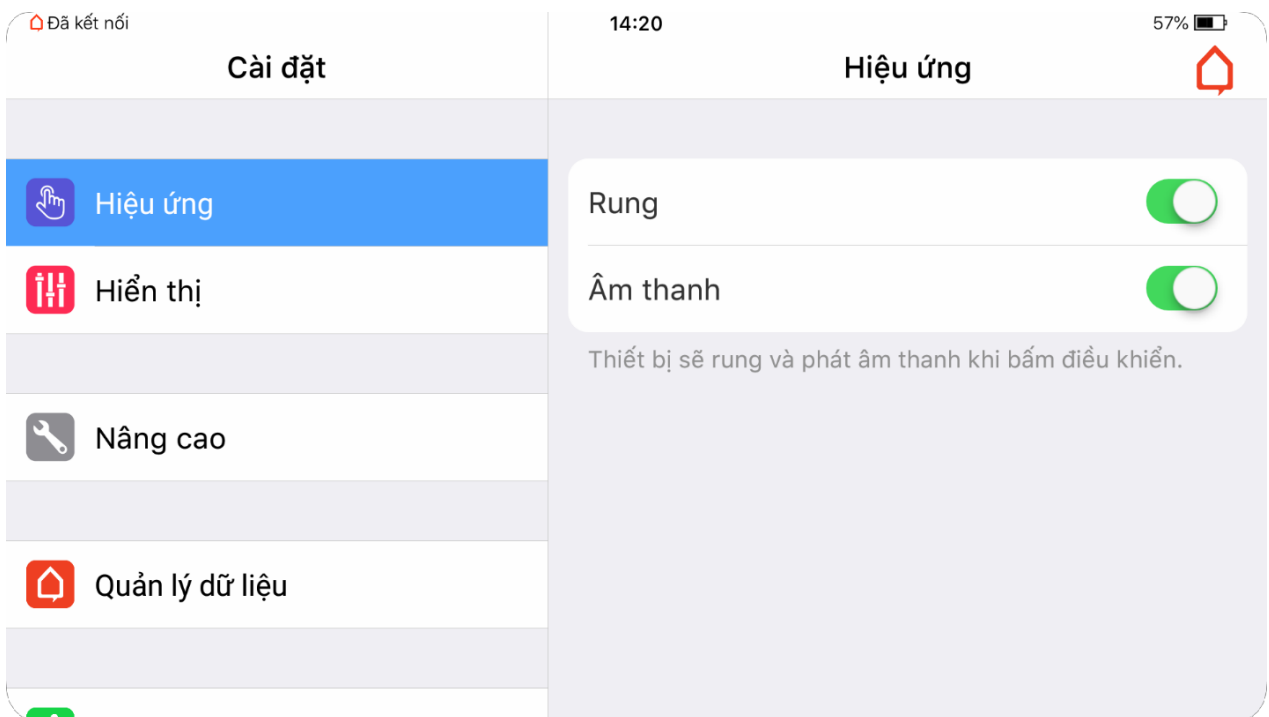 Đã kết nối
14:20
57%
Cài đặt
Hiệu ứng
Hiệu ứng
Hiển thị
Nâng cao
Quản lý dữ liệu
Rung
Âm thanh
Thiết bị sẽ rung và phát âm thanh khi bấm điều khiển.